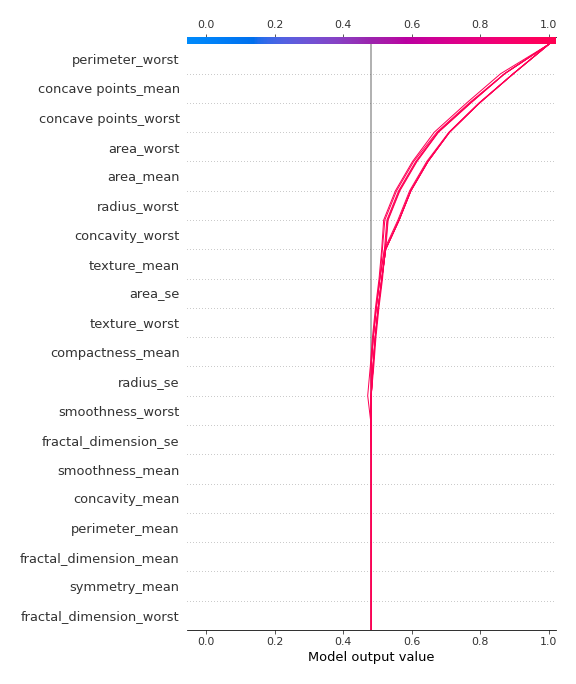 0.0 0.2 0.4 0.6 0.8 1.0
perimeter_worst
concave points_mean
concave points_worst
area_worst
area_mean
radius_worst
concavity_worst
texture_mean
area_se
texture_worst
compactness_mean
radius_se
smoothness_worst
fractal_dimension_se
smoothness_mean
concavity_mean
perimeter_mean
fractal_dimension_mean
symmetry_mean
fractal_dimension_worst
0.0 0.2 0.4 0.6 0.8 1.0
Model output value